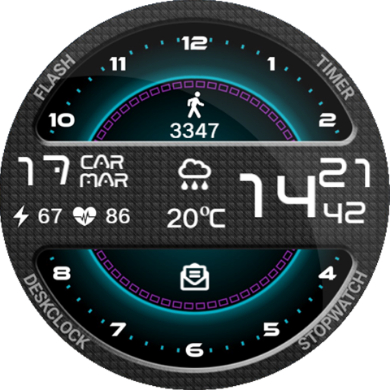 FLASH
TIMER
12
11 1
10 2
3347
17 CAR MAR
14 21 42
67 86
20°C
8 4
7 5
6
DESKCLOCK
STOPWATCH